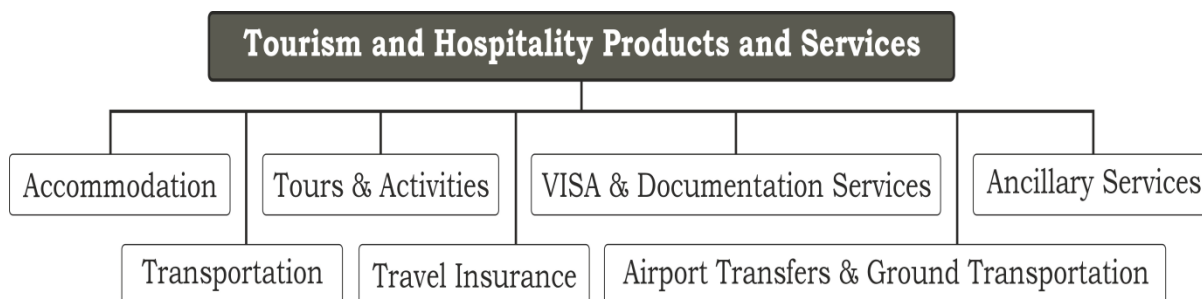 Tourism and Hospitality Products and Services
Accommodation
Tours & Activities
VISA & Documentation Services
Ancillary Services
Transportation
Travel Insurance
Airport Transfers & Ground Transportation